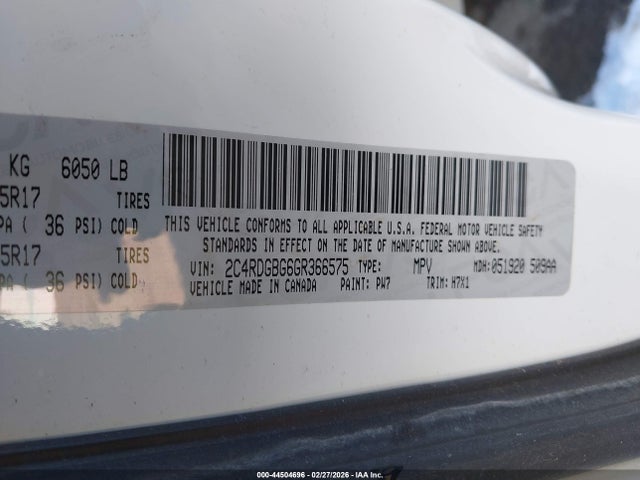 KG 6050 LB
5R17 TIRES
PA ( 36 PSI) COLD
5R17 TIRES
PA ( 36 PSI) COLD
THIS VEHICLE CONFORMS TO ALL APPLICABLE U.S.A. FEDERAL MOTOR VEHICLE SAFETY
STANDARDS IN EFFECT ON THE DATE OF MANUFACTURE SHOWN ABOVE.
VIN: 2C4RDGBG6GR366575 TYPE: MPV MDH: 051920 509AA
VEHICLE MADE IN CANADA PAINT: PW7 TRIM: H7X1
000-44504696 - 02/27/2026 - IAA Inc.